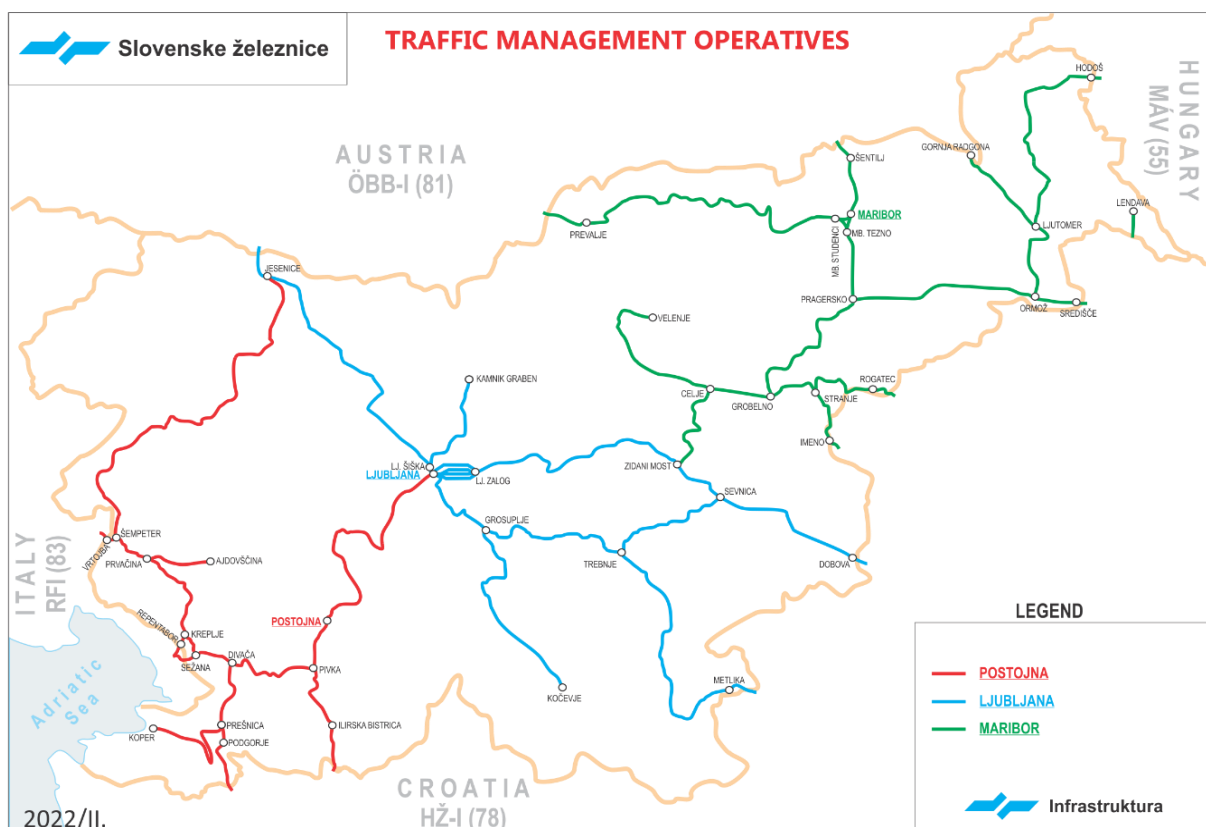 Slovenske železnice
TRAFFIC MANAGEMENT OPERATIVES
HUNGARY
MÁV (55)
AUSTRIA
ÖBB-I (81)
HODOŠ
GORNJA RADGONA
ŠENTILJ
LENDAVA
MARIBOR
PREVALJE
MB. TEZNO
MB. STUDENCI
LJUTOMER
JESENICE
PRAGERSKO
ORMOŽ
SREDIŠČE
VELENJE
KAMNIK GRABEN
ROGATEC
CELJE
GROBELNO
STRANJE
IMENO
LJ. ŠIŠKA
LJUBLJANA
LJ. ZALOG
ZIDANI MOST
SEVNICA
GROSUPLJE
ŠEMPETER
VRTOJBA
PRVAČINA
AJDOVŠČINA
TREBNJE
DOBOVA
ITALY
RFI (83)
REPENTABOR
KREPLJE
POSTOJNA
SEŽANA
DIVAČA
PIVKA
METLIKA
KOČEVJE
Adriatic
Sea
KOPER
PREŠNICA
PODGORJE
ILIRSKA BISTRICA
CROATIA
HŽ-I (78)
LEGEND
POSTOJNA
LJUBLJANA
MARIBOR
Infrastruktura
2022/II.